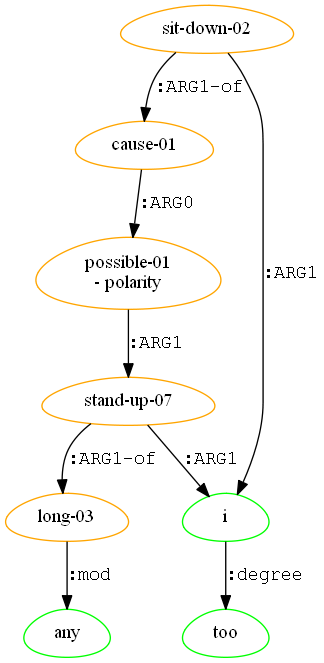 sit-down-02
:ARG1-of
cause-01
:ARG0
possible-01
- polarity
:ARG1
:ARG1
stand-up-07
:ARG1-of
:ARG1
long-03
i
:mod
:degree
any
too